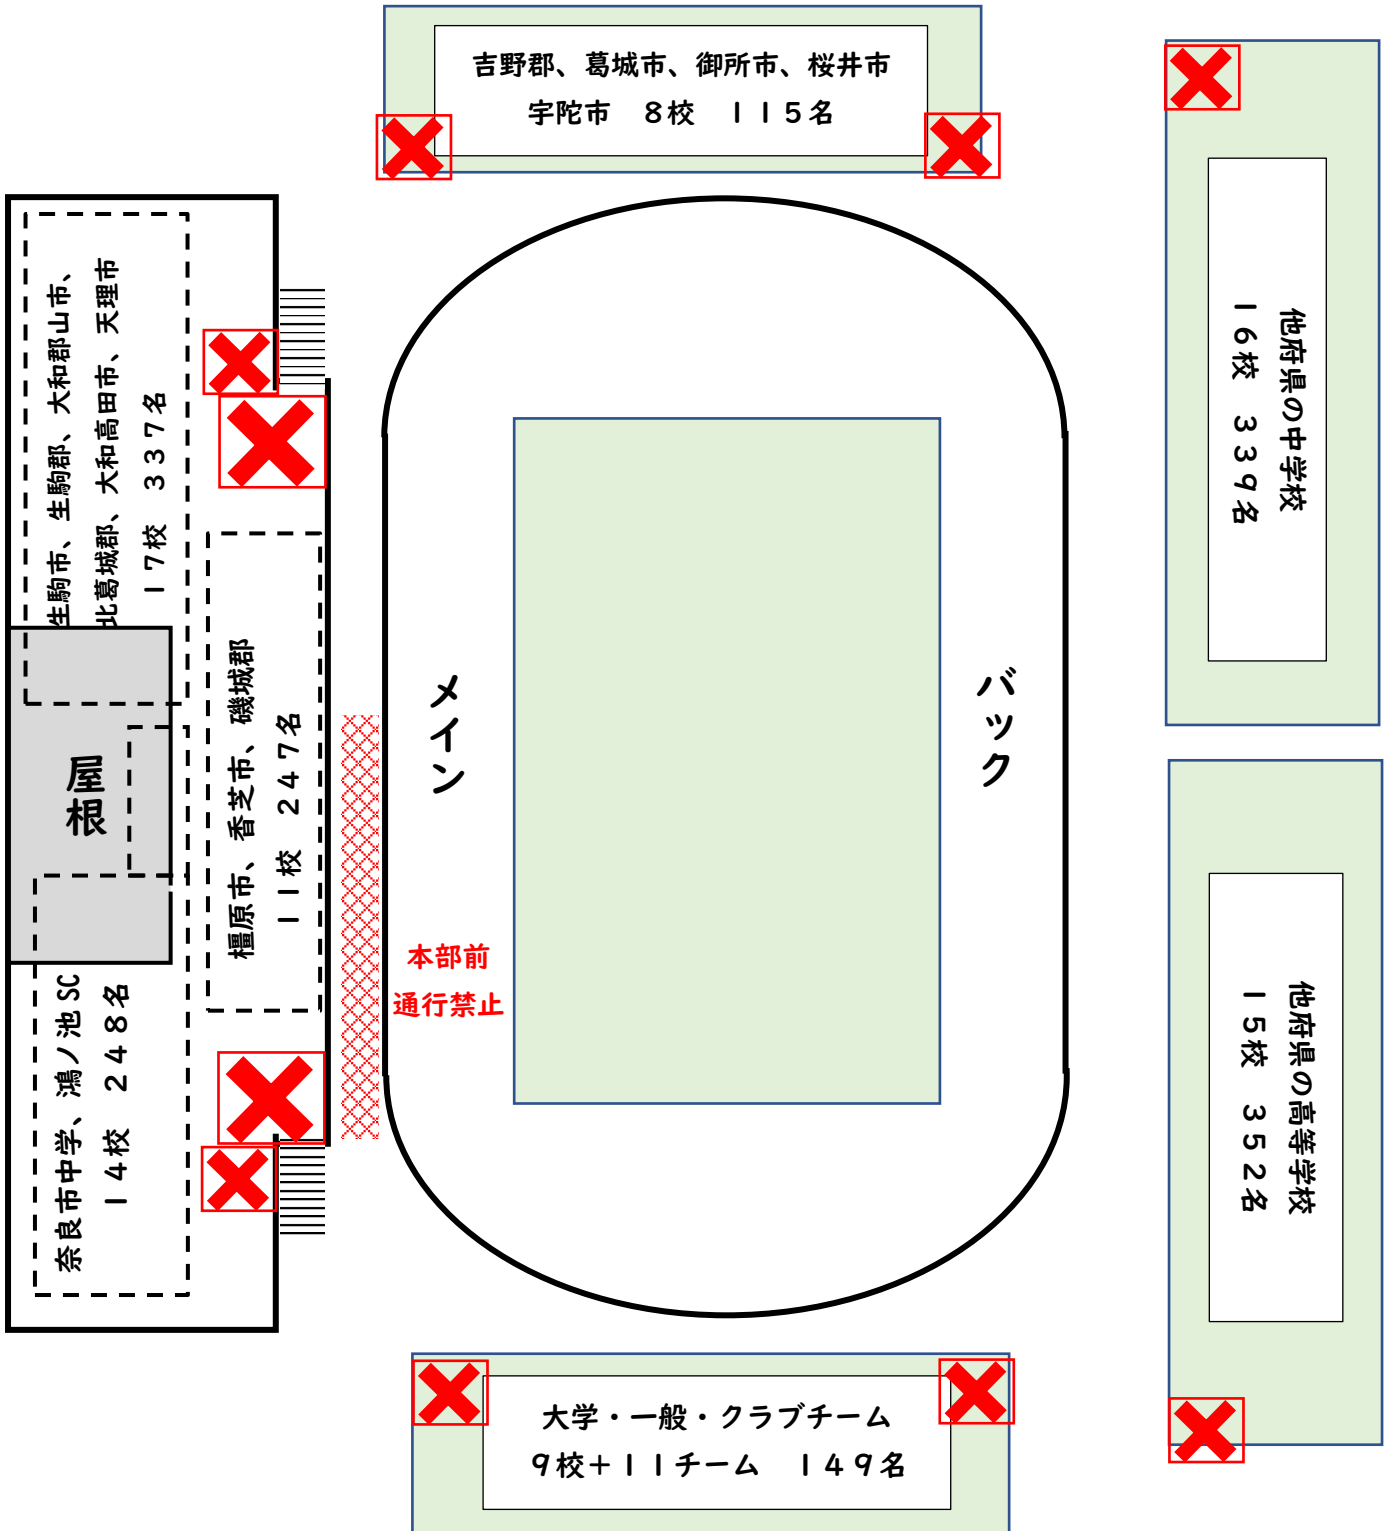 吉野郡、葛城市、御所市、桜井市
宇陀市　８校　１１５名
生駒市、生駒郡、大和郡山市、
北葛城郡、大和高田市、天理市
１７校　３３７名
他府県の中学校
１６校　３３９名
橿原市、香芝市、磯城郡
１１校　２４７名
屋根
メイン
バック
本部前
通行禁止
奈良市中学、鴻ノ池SC
１４校　２４８名
他府県の高等学校
１５校　３５２名
大学・一般・クラブチーム
９校＋１１チーム　１４９名